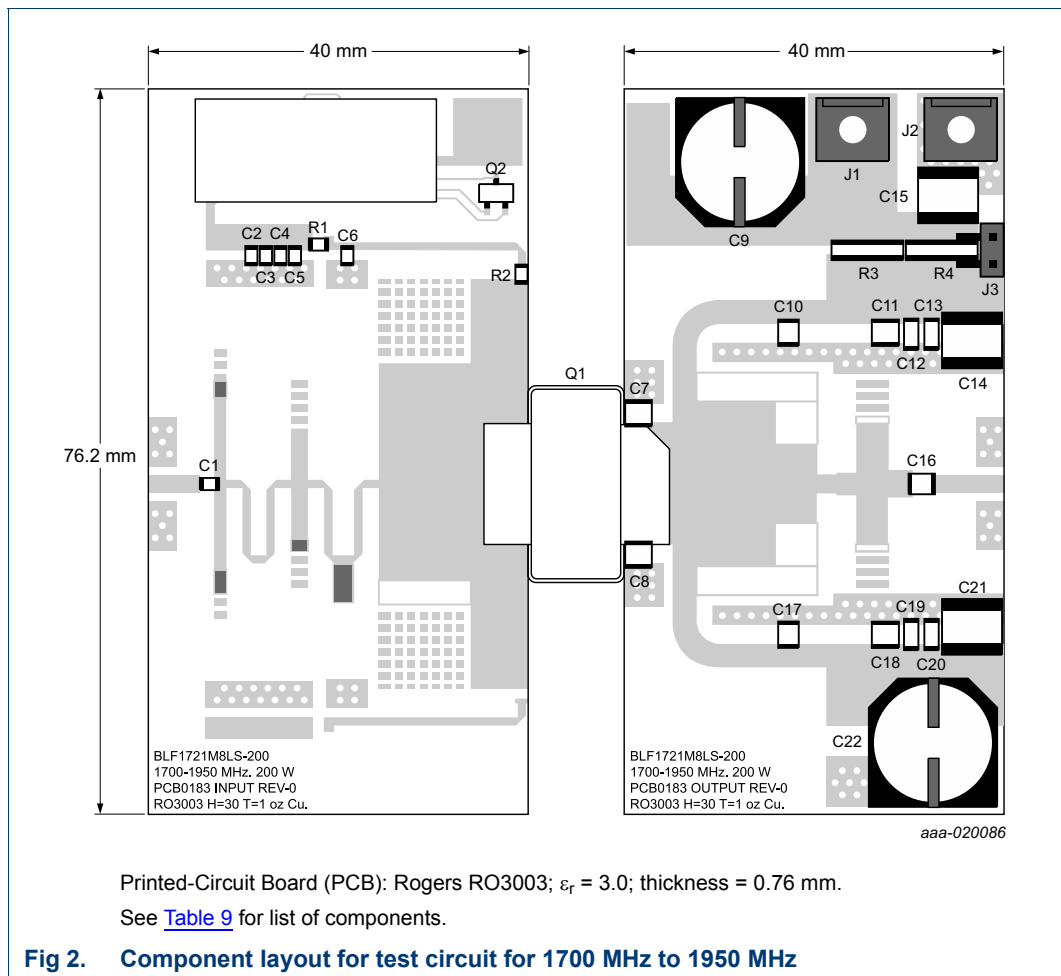 40 mm
40 mm
76.2 mm
Q2
J2
J1
C15
C9
C2
C4
R1
C6
C3
C5
R2
R3
R4
J3
C10
C11
C13
C12
C14
Q1
C7
C1
C16
C8
C21
C17
C19
C18
C20
C22
BLF1721M8LS-200
1700-1950 MHz. 200 W
PCB0183 INPUT REV-0
RO3003 H=30 T=1 oz Cu.
BLF1721M8LS-200
1700-1950 MHz. 200 W
PCB0183 OUTPUT REV-0
RO3003 H=30 T=1 oz Cu.
aaa-020086
Printed-Circuit Board (PCB): Rogers RO3003; εr = 3.0; thickness = 0.76 mm.
See Table 9 for list of components.
Fig 2. Component layout for test circuit for 1700 MHz to 1950 MHz